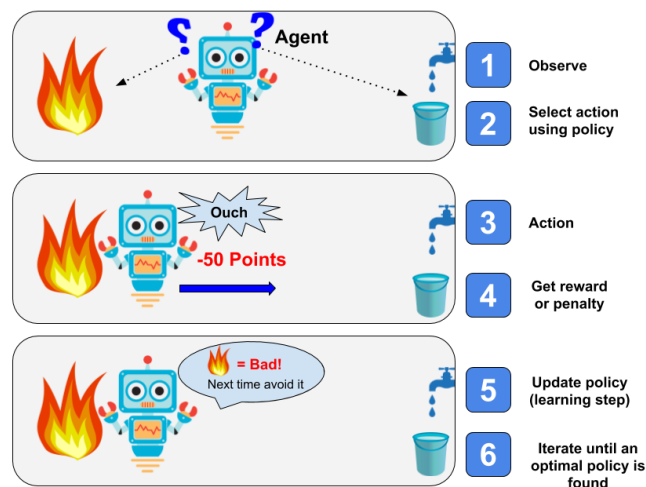 ? ?
Agent
1 Observe
2 Select action
using policy
Ouch
-50 Points
3 Action
4 Get reward
or penalty
= Bad!
Next time avoid it
5 Update policy
(learning step)
6 Iterate until an
optimal policy is
found